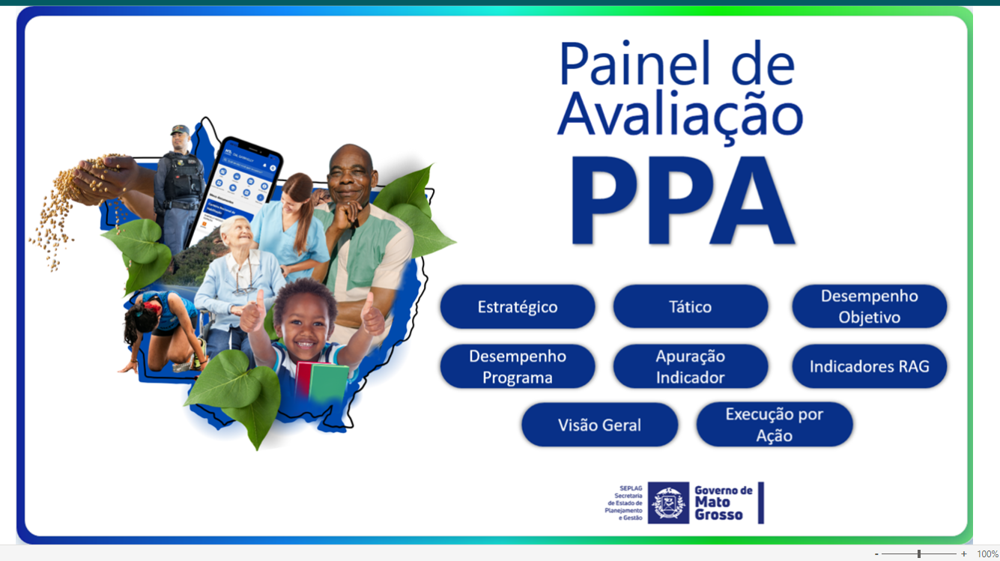 Painel de
Avaliação
PPA
Estratégico
Tático
Desempenho
Objetivo
Desempenho
Programa
Apuração
Indicador
Indicadores RAG
Visão Geral
Execução por
Ação
SEPLAG
Secretaria
de Estado de
Planejamento
e Gestão
Governo de
Mato
Grosso
- + 100%